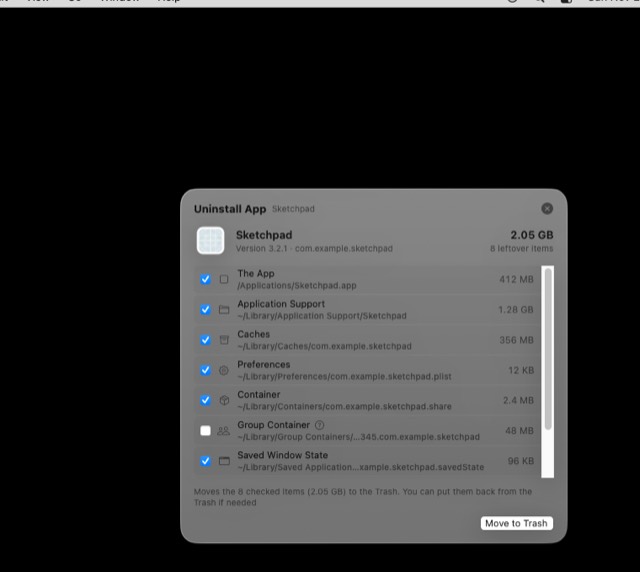 Window
Help
Uninstall App Sketchpad
Sketchpad
2.05 GB
Version 3.2.1 · com.example.sketchpad
8 leftover items
The App
/Applications/Sketchpad.app
412 MB
Application Support
~/Library/Application Support/Sketchpad
1.28 GB
Caches
~/Library/Caches/com.example.sketchpad
356 MB
Preferences
~/Library/Preferences/com.example.sketchpad.plist
12 KB
Container
~/Library/Containers/com.example.sketchpad.share
2.4 MB
Group Container ?
~/Library/Group Containers/...345.com.example.sketchpad
48 MB
Saved Window State
~/Library/Saved Application...xample.sketchpad.savedState
96 KB
Moves the 8 checked items (2.05 GB) to the Trash. You can put them back from the
Trash if needed
Move to Trash